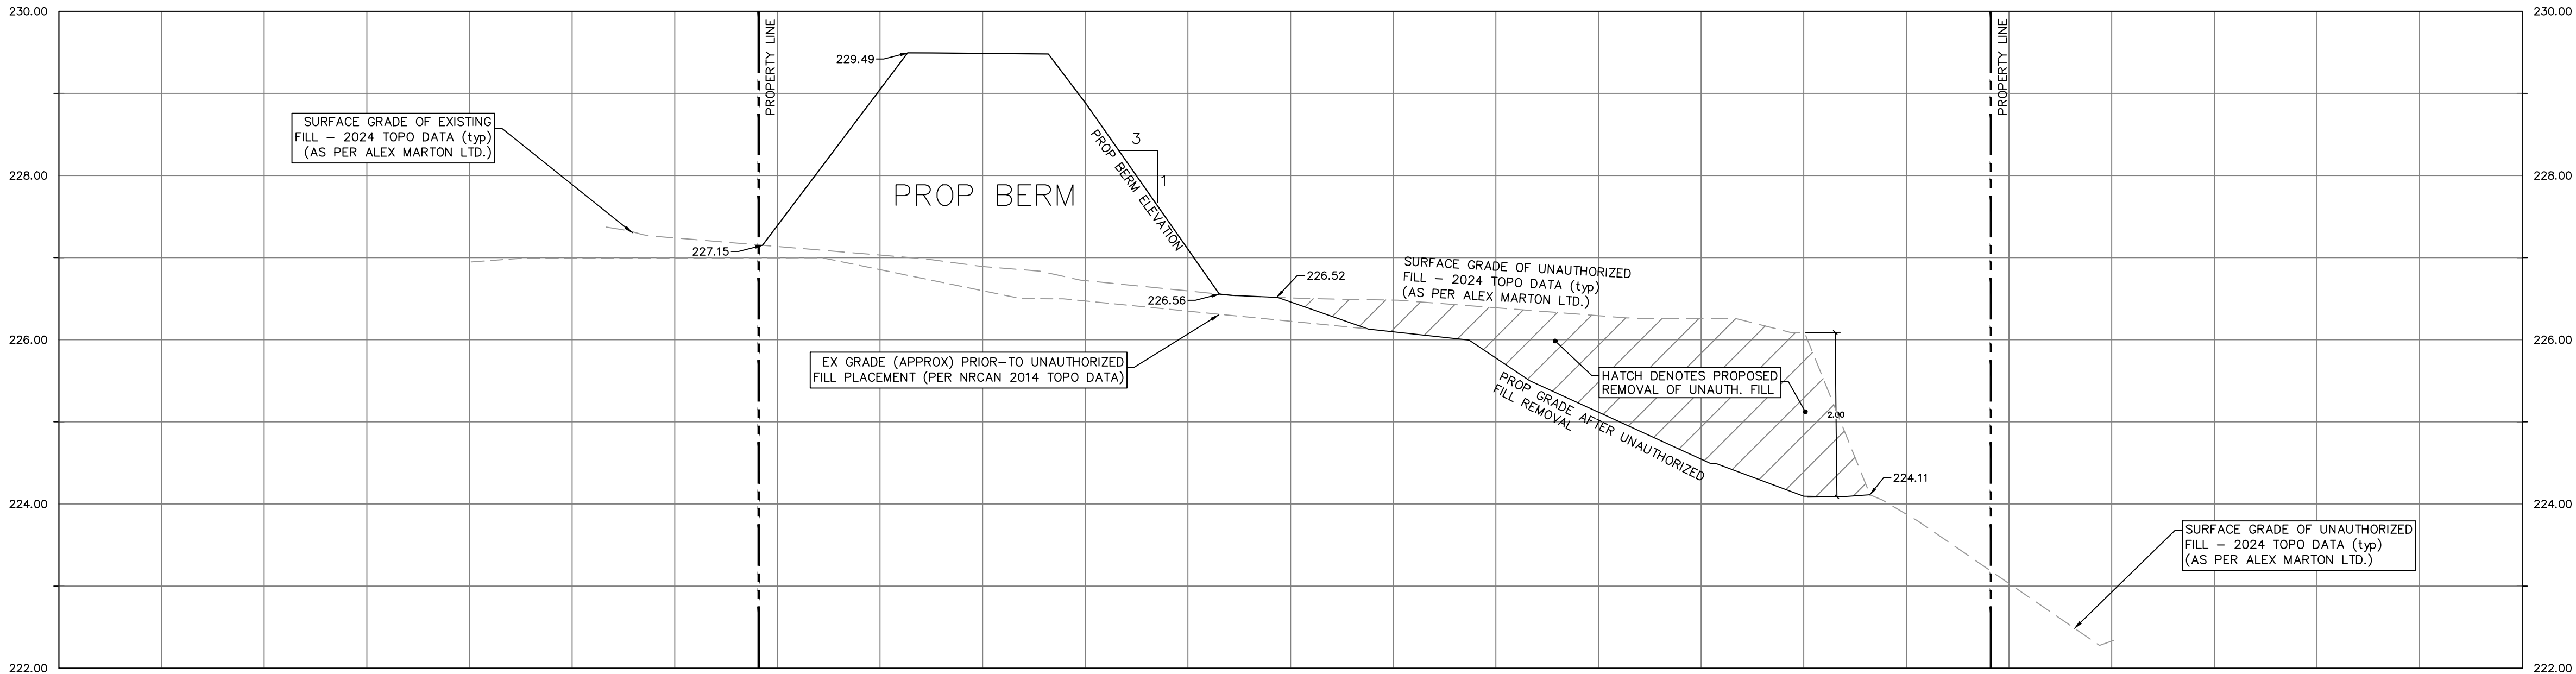 230.00
230.00
PROPERTY LINE
PROPERTY LINE
229.49
SURFACE GRADE OF EXISTING
FILL – 2024 TOPO DATA (typ)
(AS PER ALEX MARTON LTD.)
3
1
PROP BERM ELEVATION
228.00
228.00
PROP BERM
227.15
226.56
226.52
SURFACE GRADE OF UNAUTHORIZED
FILL – 2024 TOPO DATA (typ)
(AS PER ALEX MARTON LTD.)
226.00
226.00
EX GRADE (APPROX) PRIOR–TO UNAUTHORIZED
FILL PLACEMENT (PER NRCAN 2014 TOPO DATA)
HATCH DENOTES PROPOSED
REMOVAL OF UNAUTH. FILL
2.00
PROP GRADE AFTER UNAUTHORIZED
FILL REMOVAL
224.11
224.00
224.00
SURFACE GRADE OF UNAUTHORIZED
FILL – 2024 TOPO DATA (typ)
(AS PER ALEX MARTON LTD.)
222.00
222.00